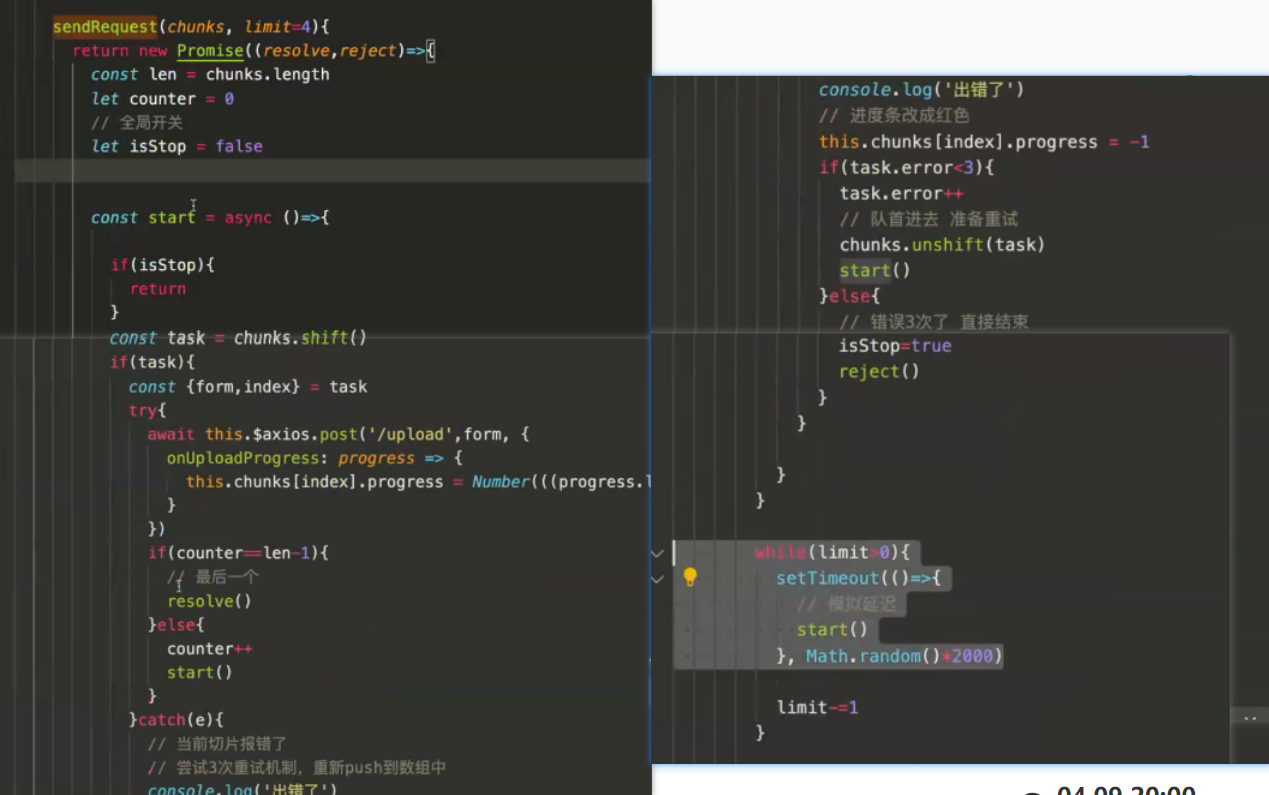 sendRequest(chunks, limit=4){
return new Promise((resolve,reject)=>{
const len = chunks.length
let counter = 0
// 全局开关
let isStop = false
const start = async ()=>{
if(isStop){
return
}
const task = chunks.shift()
if(task){
const {form,index} = task
try{
await this.$axios.post('/upload',form, {
onUploadProgress: progress => {
this.chunks[index].progress = Number(((progress.l
}
})
if(counter==len-1){
// 最后一个
resolve()
}else{
counter++
start()
}
}catch(e){
// 当前切片报错了
// 尝试3次重试机制，重新push到数组中
console.log('出错了')
console.log('出错了')
// 进度条改成红色
this.chunks[index].progress = -1
if(task.error<3){
task.error++
// 队首进去 准备重试
chunks.unshift(task)
start()
}else{
// 错误3次了 直接结束
isStop=true
reject()
}
}
}
}
while(limit>0){
setTimeout(()=>{
// 模拟延迟
start()
}, Math.random()*2000)
limit-=1
}